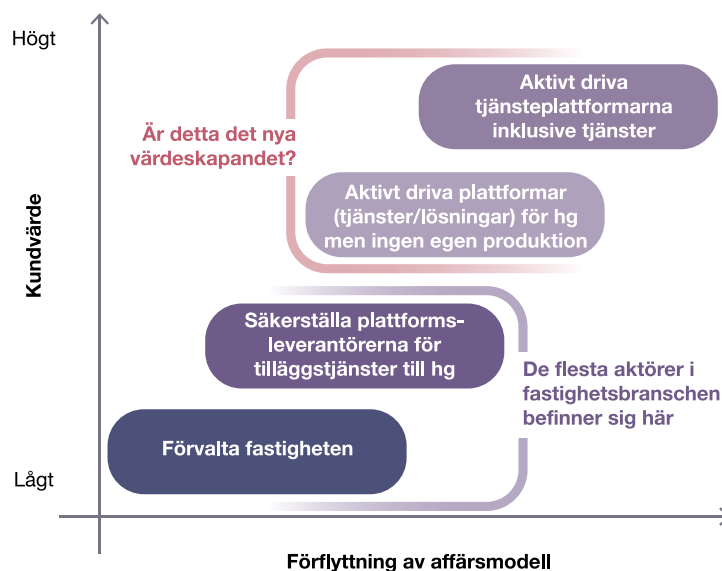 Högt
Aktivt driva
tjänsteplattformarna
inklusive tjänster
Är detta det nya
värdeskapandet?
Aktivt driva plattformar
(tjänster/lösningar) för hg
men ingen egen produktion
Kundvärde
Säkerställa plattforms-
leverantörerna för
tilläggstjänster till hg
De flesta aktörer i
fastighetsbranschen
befinner sig här
Förvalta fastigheten
Lågt
Förflyttning av affärsmodell